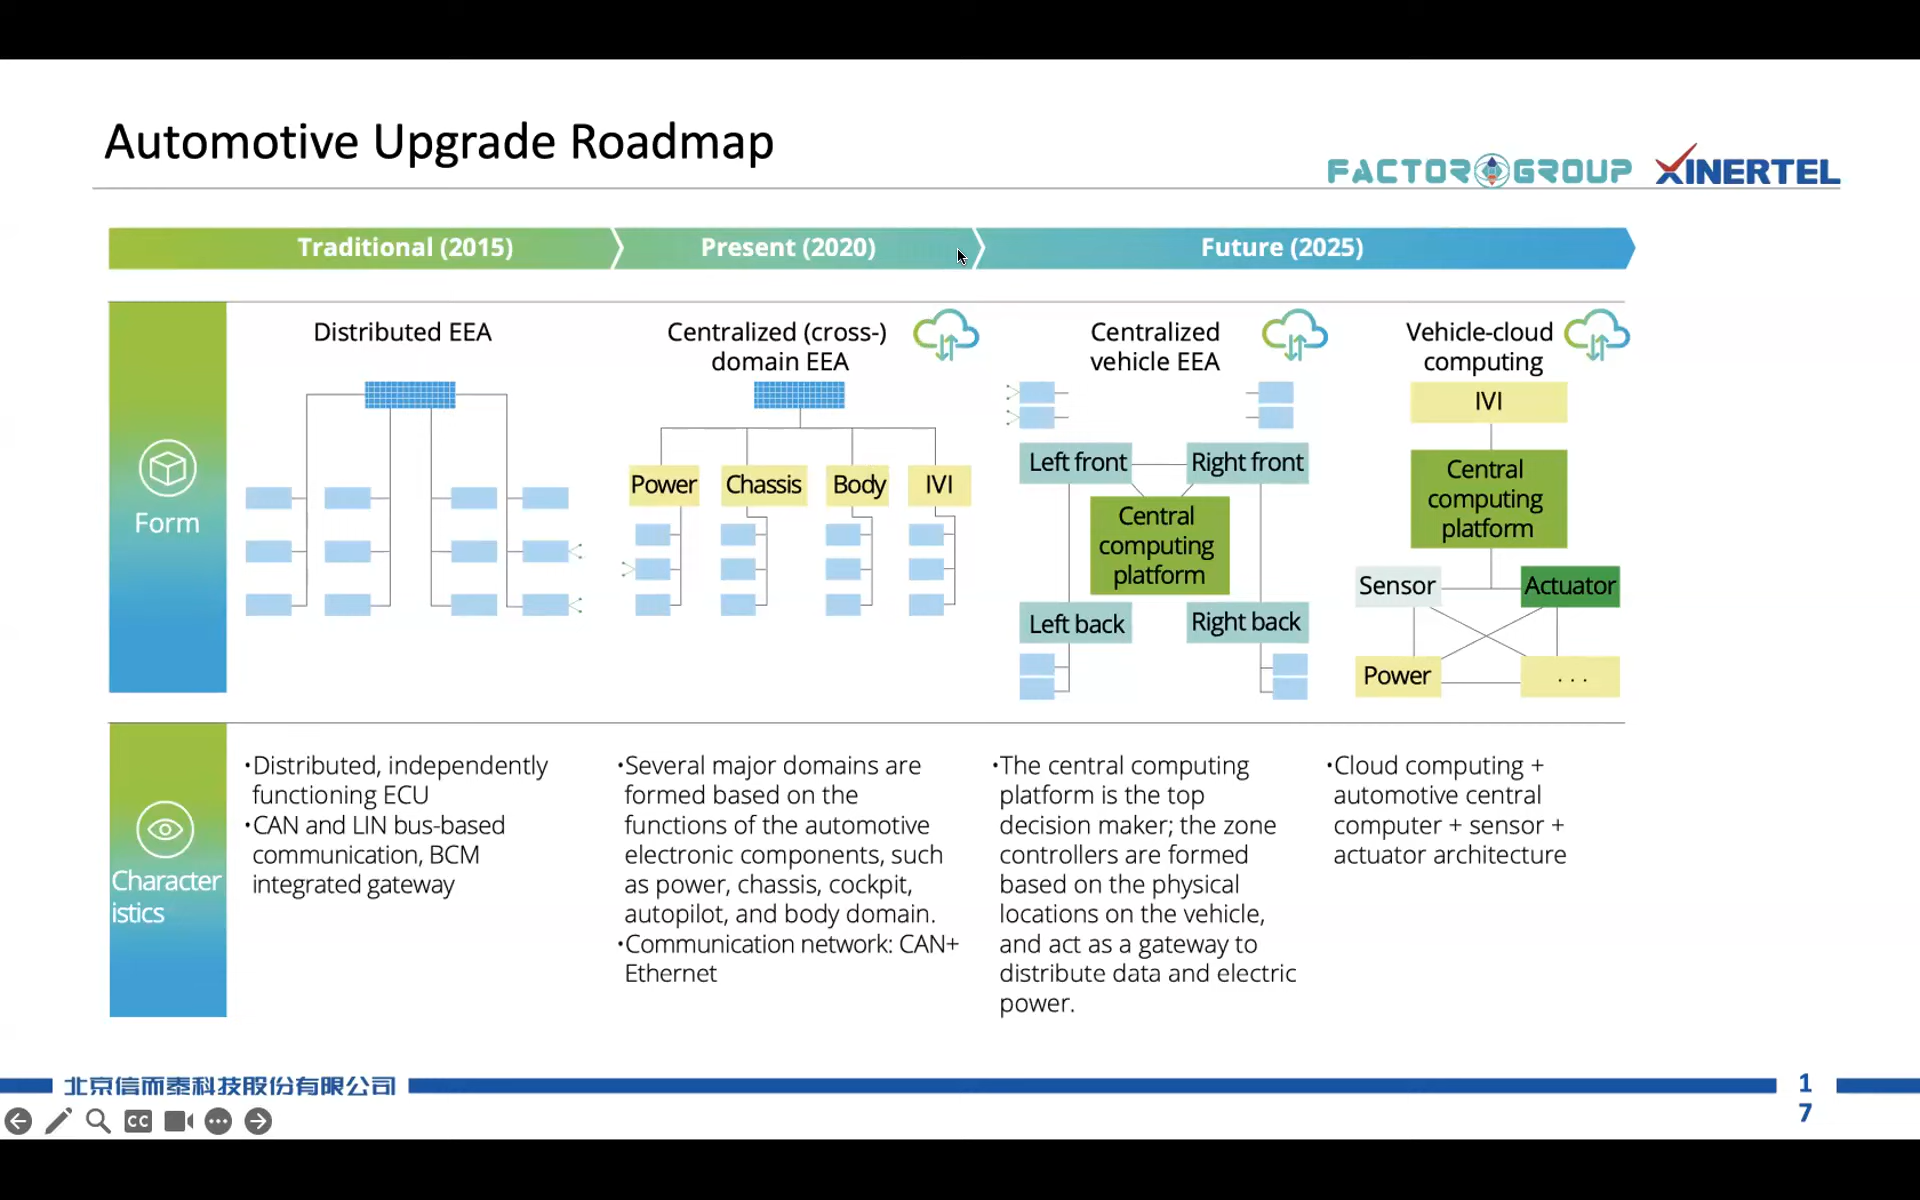 Automotive Upgrade Roadmap
FACTOR GROUP
XINERTEL
Traditional (2015)
Present (2020)
Future (2025)
Form
Distributed EEA
Centralized (cross-)
domain EEA
Power
Chassis
Body
IVI
Centralized
vehicle EEA
Left front
Right front
Central
computing
platform
Left back
Right back
Vehicle-cloud
computing
IVI
Central
computing
platform
Sensor
Actuator
Power
...
Character
istics
•Distributed, independently
functioning ECU
•CAN and LIN bus-based
communication, BCM
integrated gateway
•Several major domains are
formed based on the
functions of the automotive
electronic components, such
as power, chassis, cockpit,
autopilot, and body domain.
•Communication network: CAN+
Ethernet
•The central computing
platform is the top
decision maker; the zone
controllers are formed
based on the physical
locations on the vehicle,
and act as a gateway to
distribute data and electric
power.
•Cloud computing +
automotive central
computer + sensor +
actuator architecture
北京信而泰科技股份有限公司
1
7
CC